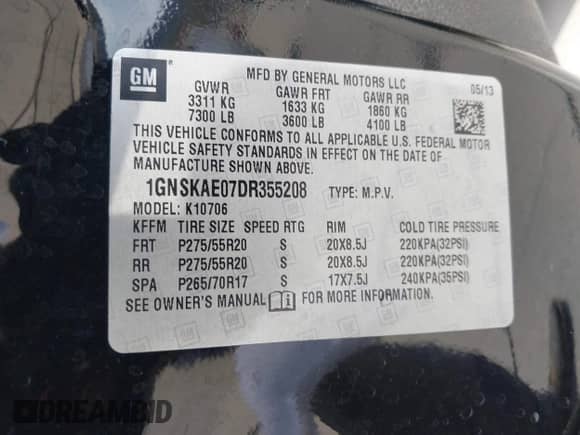 GM
MFD BY GENERAL MOTORS LLC
05/13
GVWR GAWR FRT GAWR RR
3311 KG 1633 KG 1860 KG
7300 LB 3600 LB 4100 LB
THIS VEHICLE CONFORMS TO ALL APPLICABLE U.S. FEDERAL MOTOR
VEHICLE SAFETY STANDARDS IN EFFECT ON THE DATE OF
MANUFACTURE SHOWN ABOVE.
1GNSKAE07DR355208 TYPE: M.P.V.
MODEL: K10706
KFFM TIRE SIZE SPEED RTG RIM COLD TIRE PRESSURE
FRT P275/55R20 S 20X8.5J 220KPA(32PSI)
RR P275/55R20 S 20X8.5J 220KPA(32PSI)
SPA P265/70R17 S 17X7.5J 240KPA(35PSI)
SEE OWNER'S MANUAL FOR MORE INFORMATION.
DREAMBID